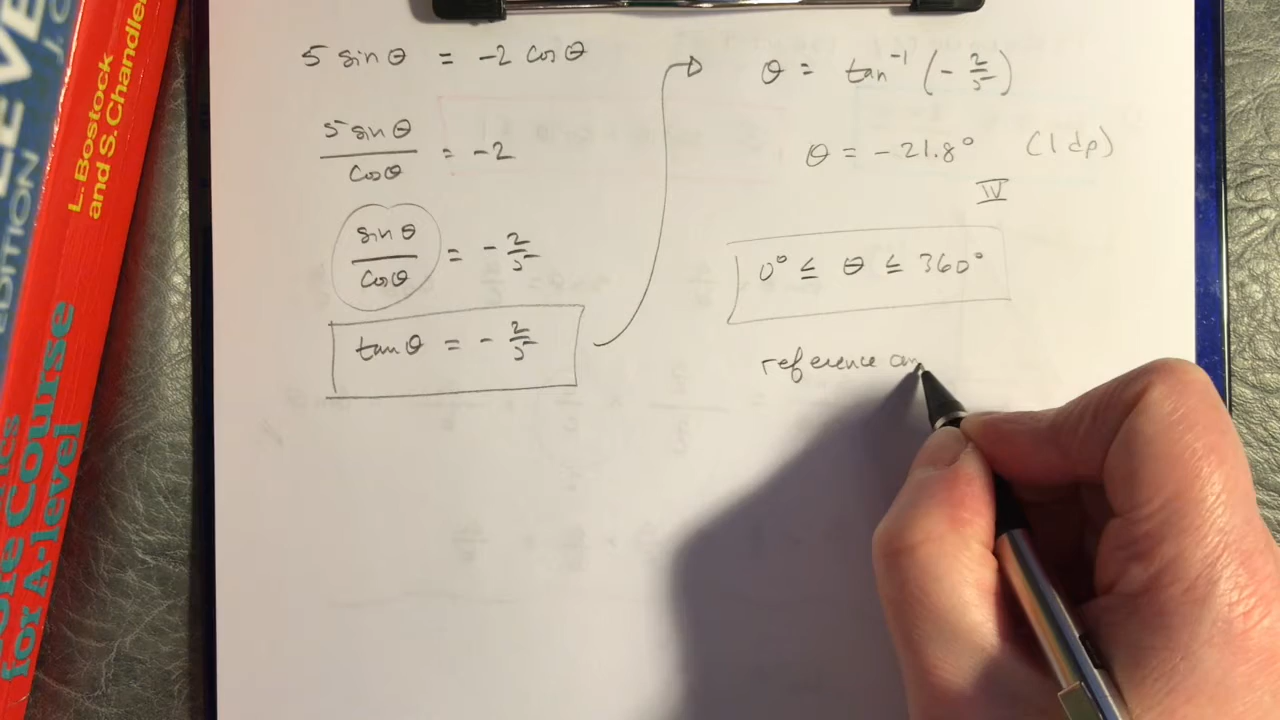 5 sin θ = -2 cos θ
5 sin θ / cos θ = -2
sin θ / cos θ = - 2/5
tan θ = - 2/5
θ = tan⁻¹ (- 2/5)
θ = -21.8° (1 dp)
IV
0° ≤ θ ≤ 360°
reference an
L. Bostock
and S. Chandler
EDITION
Course
for A-level